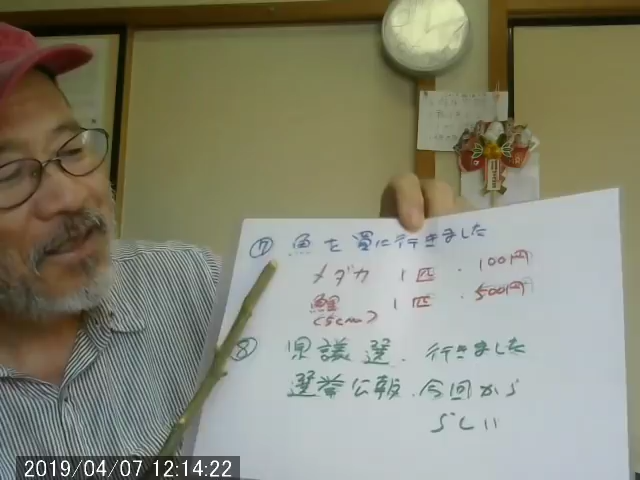 ⑦ 魚を買に行きました
メダカ 1匹・100円
鯉 1匹・500円
(5cm)
⑧ 県議選、行きました
選挙公報、今回から
らしい
2019/04/07 12:14:22